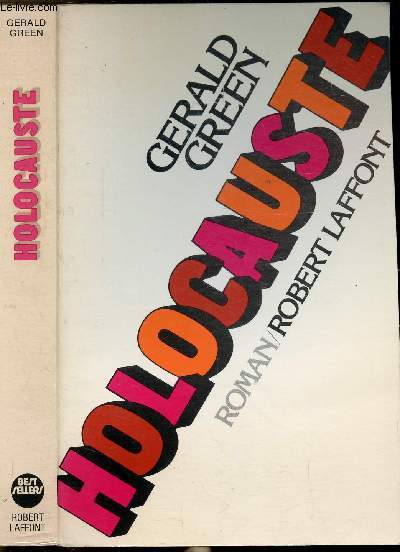 le-livre.com
GERALD
GREEN
HOLOCAUSTE
BEST
SELLERS
ROBERT
LAFFONT
GERALD
GREEN
HOLOCAUSTE
ROMAN/ROBERT LAFFONT